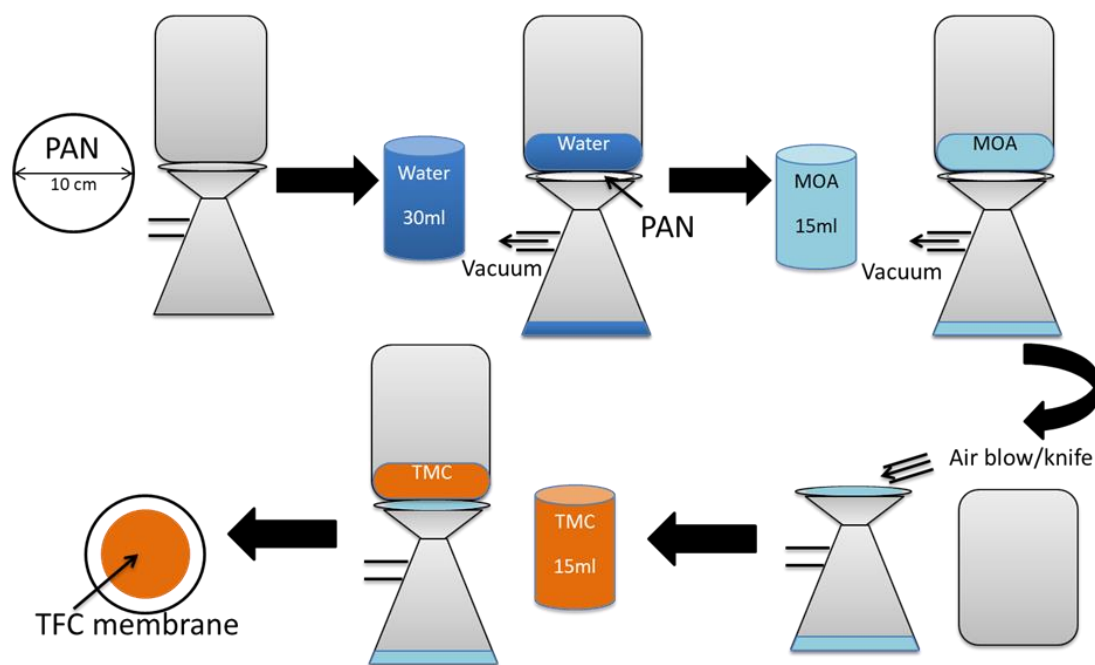 PAN
10 cm
Water
30ml
Water
PAN
Vacuum
MOA
15ml
MOA
Vacuum
Air blow/knife
TMC
15ml
TMC
TFC membrane